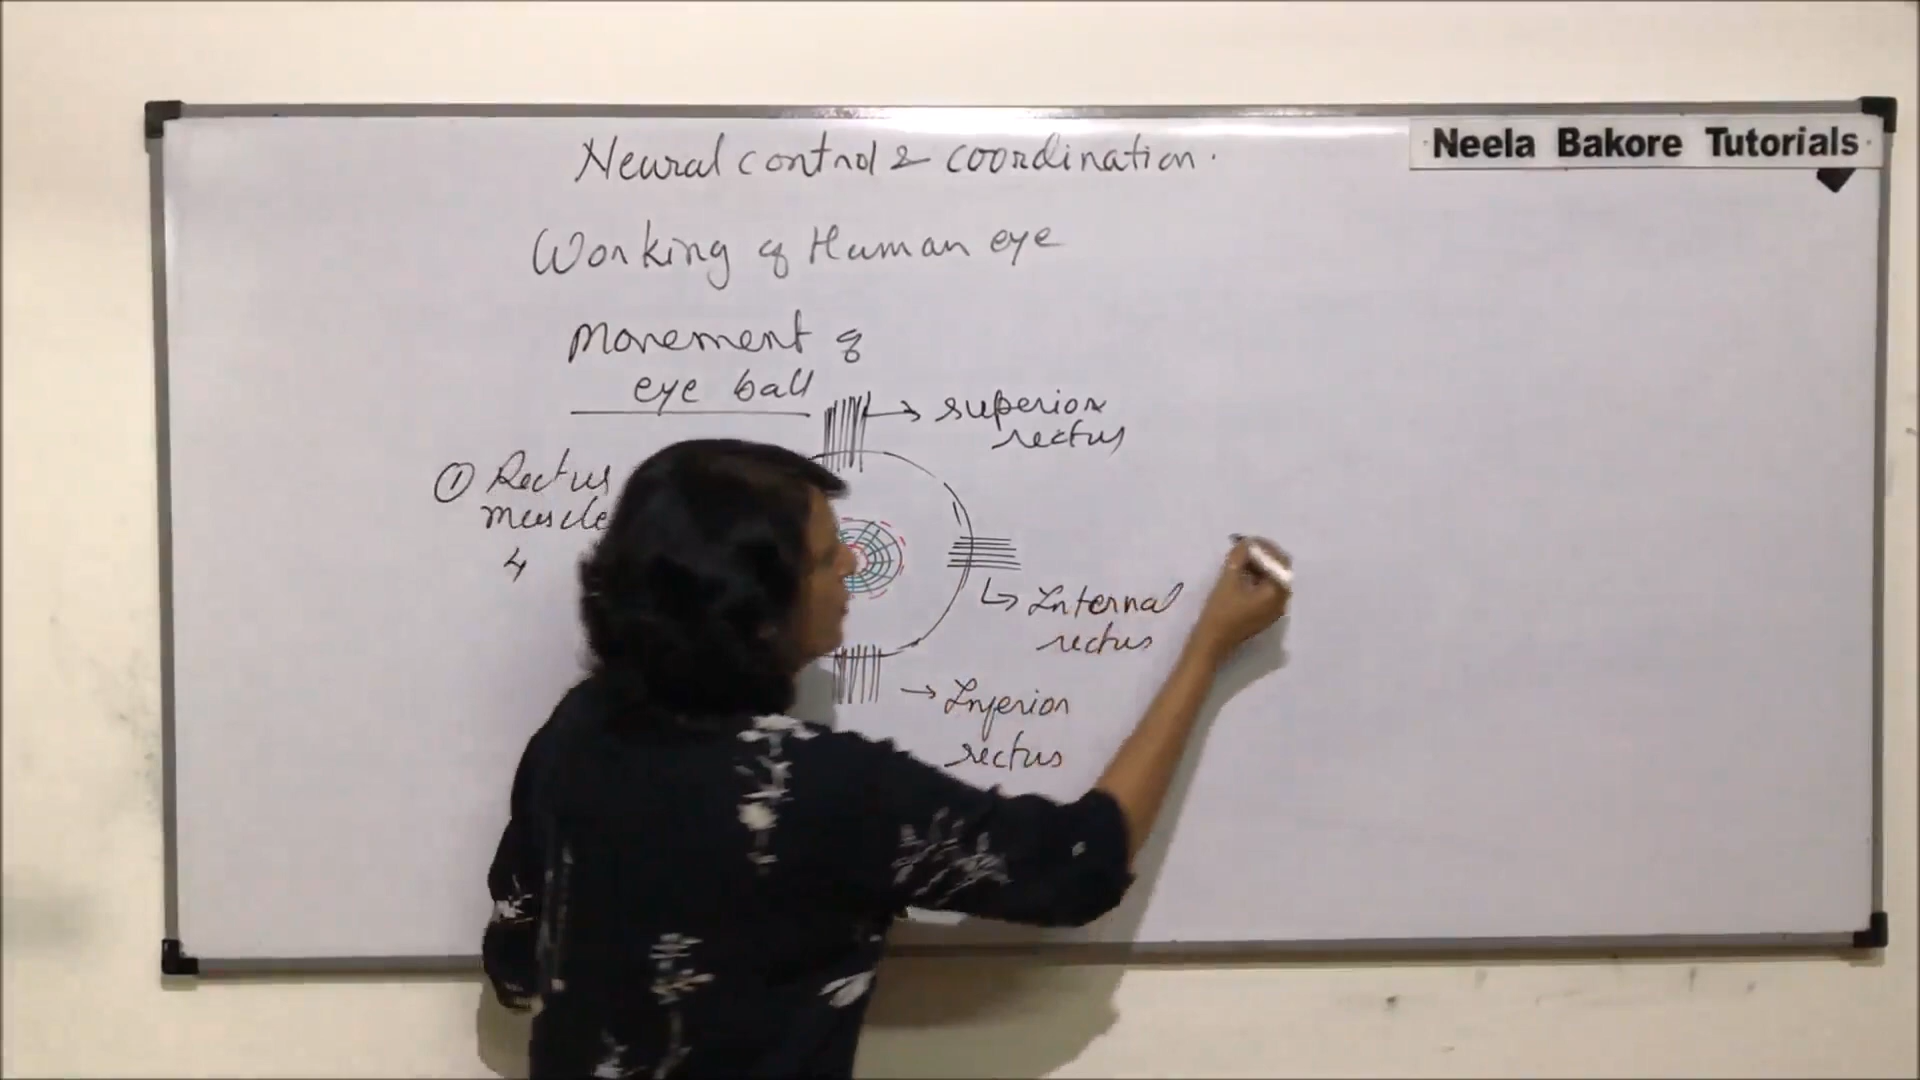 Neural control & coordination.
Neela Bakore Tutorials
Working of Human eye
Movement of
eye ball
superior
rectus
① Rectus
muscle
4
Internal
rectus
Inferior
rectus